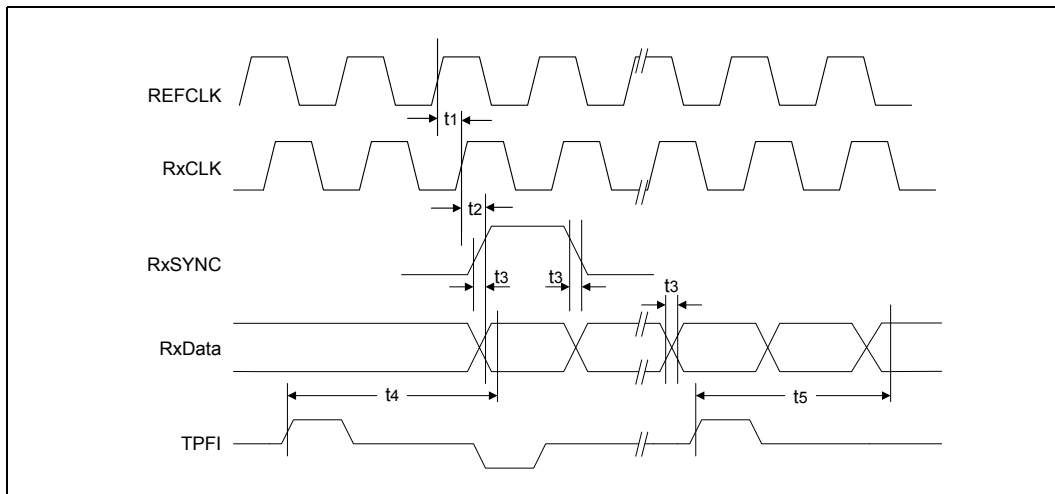 REFCLK
t1
RxCLK
t2
RxSYNC
t3
t3
t3
RxData
t4
t5
TPFI